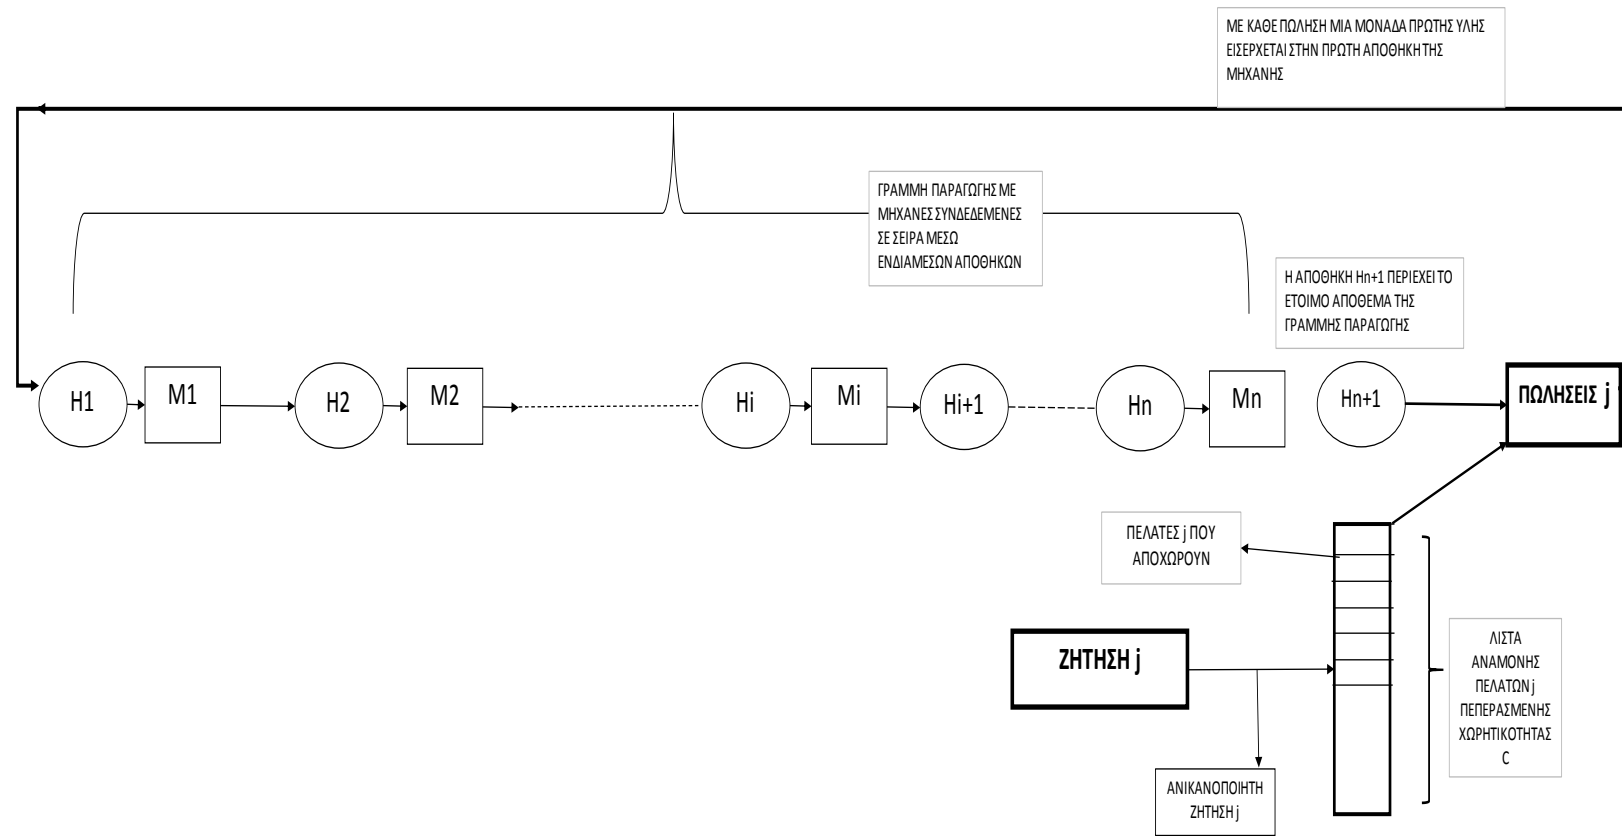 ΜΕ ΚΑΘΕ ΠΩΛΗΣΗ ΜΙΑ ΜΟΝΑΔΑ ΠΡΩΤΗΣ ΥΛΗΣ
ΕΙΣΕΡΧΕΤΑΙ ΣΤΗΝ ΠΡΩΤΗ ΑΠΟΘΗΚΗ ΤΗΣ
ΜΗΧΑΝΗΣ
ΓΡΑΜΜΗ ΠΑΡΑΓΩΓΗΣ ΜΕ
ΜΗΧΑΝΕΣ ΣΥΝΔΕΔΕΜΕΝΕΣ
ΣΕ ΣΕΙΡΑ ΜΕΣΩ
ΕΝΔΙΑΜΕΣΩΝ ΑΠΟΘΗΚΩΝ
Η ΑΠΟΘΗΚΗ Hn+1 ΠΕΡΙΕΧΕΙ ΤΟ
ΕΤΟΙΜΟ ΑΠΟΘΕΜΑ ΤΗΣ
ΓΡΑΜΜΗΣ ΠΑΡΑΓΩΓΗΣ
H1 M1 H2 M2 Hi Mi Hi+1 Hn Mn Hn+1 ΠΩΛΗΣΕΙΣ j
ΠΕΛΑΤΕΣ j ΠΟΥ
ΑΠΟΧΩΡΟΥΝ
ΖΗΤΗΣΗ j
ΛΙΣΤΑ
ΑΝΑΜΟΝΗΣ
ΠΕΛΑΤΩΝ j
ΠΕΠΕΡΑΣΜΕΝΗΣ
ΧΩΡΗΤΙΚΟΤΗΤΑΣ
C
ΑΝΙΚΑΝΟΠΟΙΗΤΗ
ΖΗΤΗΣΗ j